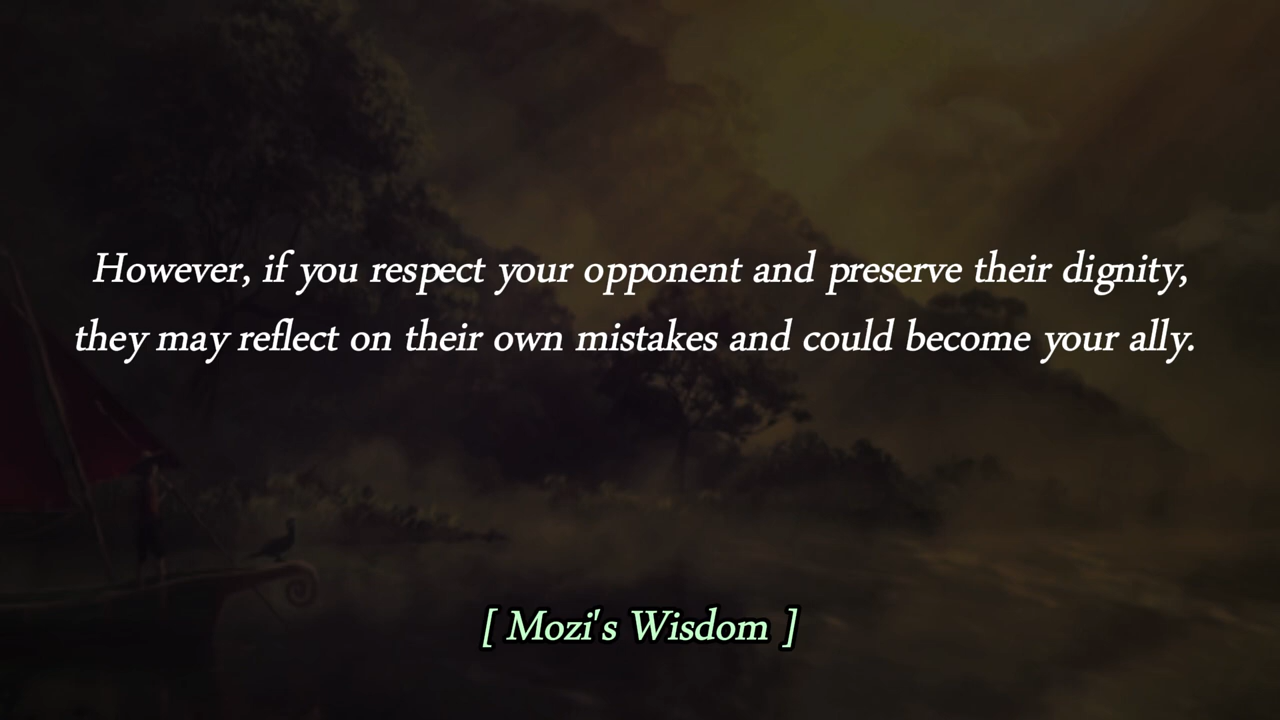 However, if you respect your opponent and preserve their dignity,
they may reflect on their own mistakes and could become your ally.
[ Mozi's Wisdom ]